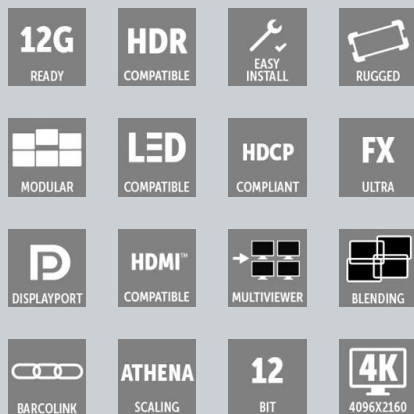 12G
READY
HDR
COMPATIBLE
EASY
INSTALL
RUGGED
MODULAR
LED
COMPATIBLE
HDCP
COMPLIANT
FX
ULTRA
DISPLAYPORT
HDMI™
COMPATIBLE
MULTIVIEWER
BLENDING
BARCOLINK
ATHENA
SCALING
12
BIT
4K
4096X2160